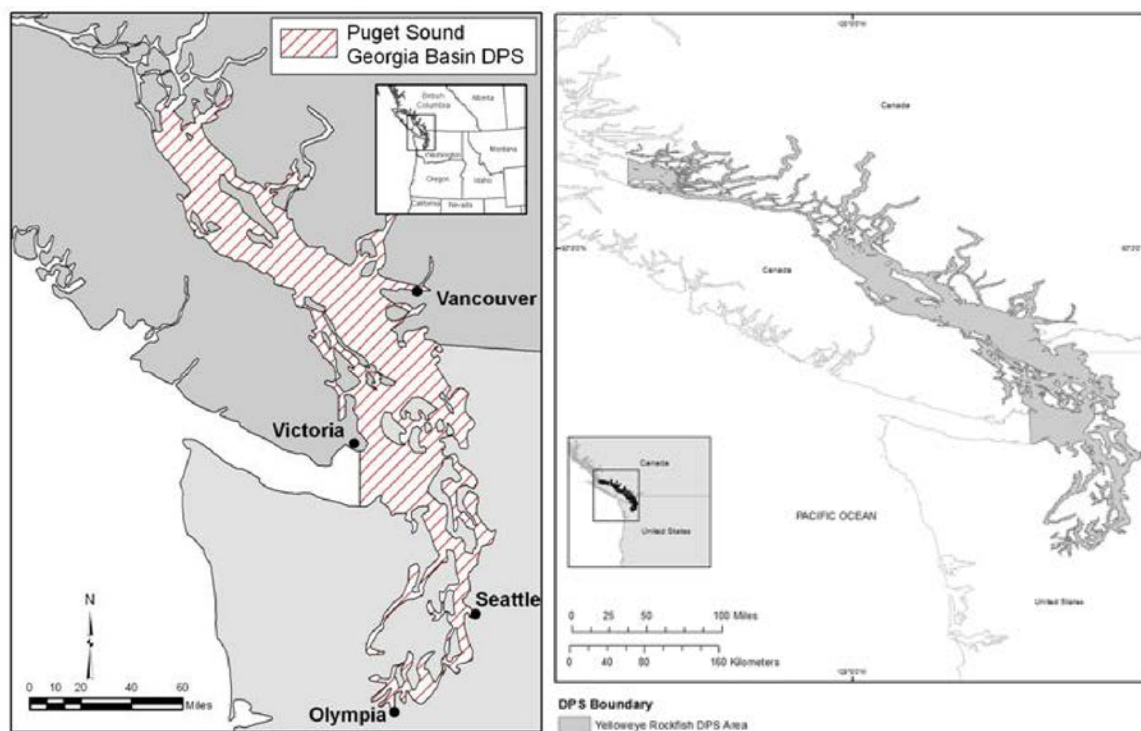 Puget Sound
Georgia Basin DPS
British
Columbia
Alberta
Washington
Montana
Oregon
Idaho
California
Nevada
Vancouver
Victoria
Seattle
Olympia
N
0 10 20 40 60
Miles
Canada
Canada
Canada
United States
PACIFIC OCEAN
United States
0 25 50 100 Miles
0 40 80 160 Kilometers
DPS Boundary
Yelloweye Rockfish DPS Area